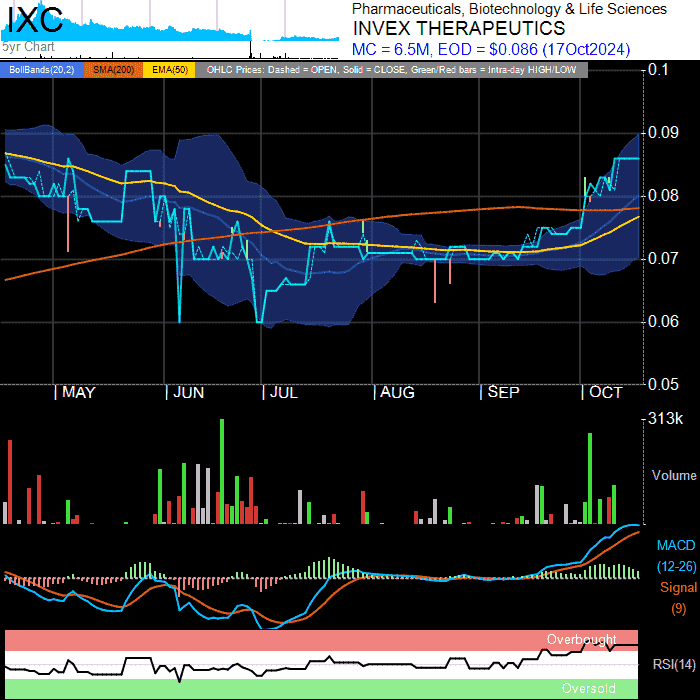 IXC
5yr Chart
Pharmaceuticals, Biotechnology & Life Sciences
INVEX THERAPEUTICS
MC = 6.5M, EOD = $0.086 (17Oct2024)
BollBands(20,2) SMA(200) EMA(50) OHLC Prices: Dashed = OPEN, Solid = CLOSE, Green/Red bars = Intra-day HIGH/LOW
0.1
0.09
0.08
0.07
0.06
0.05
MAY JUN JUL AUG SEP OCT
313k
Volume
MACD
(12-26)
Signal
(9)
Overbought
RSI(14)
Oversold